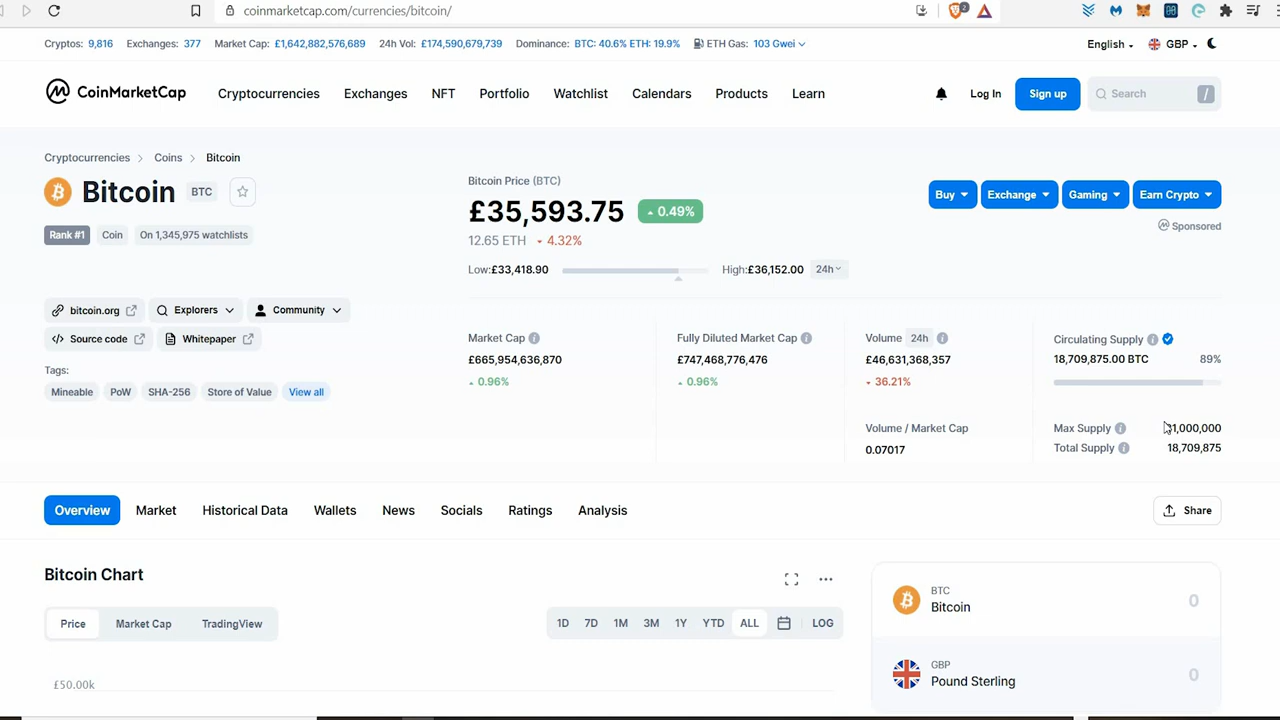 coinmarketcap.com/currencies/bitcoin/
2
Cryptos: 9,816 Exchanges: 377 Market Cap: £1,642,882,576,689 24h Vol: £174,590,679,739 Dominance: BTC: 40.6% ETH: 19.9% ETH Gas: 103 Gwei English GBP
CoinMarketCap Cryptocurrencies Exchanges NFT Portfolio Watchlist Calendars Products Learn Log In Sign up Search /
Cryptocurrencies Coins Bitcoin
Bitcoin BTC
Rank #1 Coin On 1,345,975 watchlists
bitcoin.org Explorers Community
Source code Whitepaper
Tags:
Mineable PoW SHA-256 Store of Value View all
Bitcoin Price (BTC)
£35,593.75 0.49%
12.65 ETH 4.32%
Low:£33,418.90 High:£36,152.00 24h
Buy Exchange Gaming Earn Crypto
Sponsored
Market Cap
£665,954,636,870
0.96%
Fully Diluted Market Cap
£747,468,776,476
0.96%
Volume 24h
£46,631,368,357
36.21%
Volume / Market Cap
0.07017
Circulating Supply
18,709,875.00 BTC 89%
Max Supply 21,000,000
Total Supply 18,709,875
Overview Market Historical Data Wallets News Socials Ratings Analysis Share
Bitcoin Chart
Price Market Cap TradingView 1D 7D 1M 3M 1Y YTD ALL LOG
£50.00k
BTC
Bitcoin 0
GBP
Pound Sterling 0